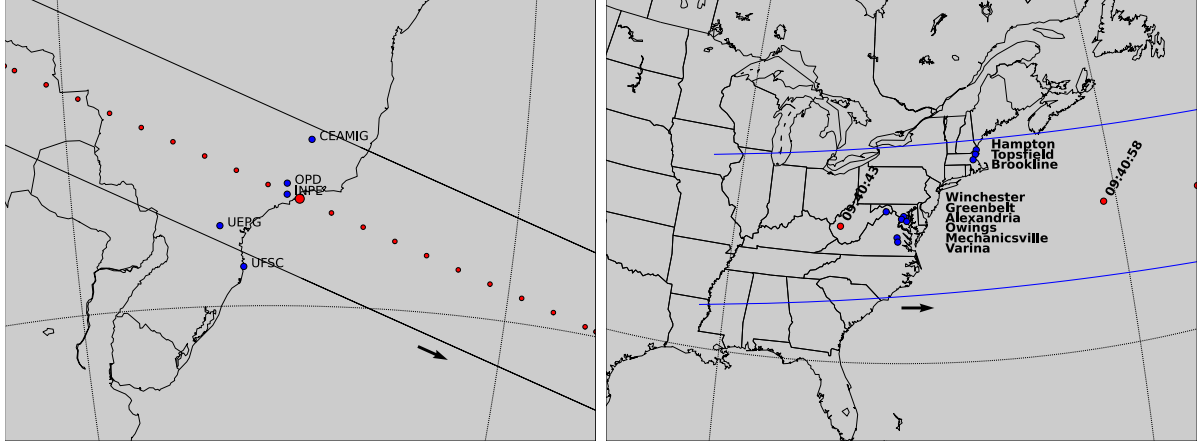 CEAMIG
OPD
INPE
UEPG
UFSC
Hampton
Topsfield
Brookline
09:40:43
09:40:58
Winchester
Greenbelt
Alexandria
Owings
Mechanicsville
Varina